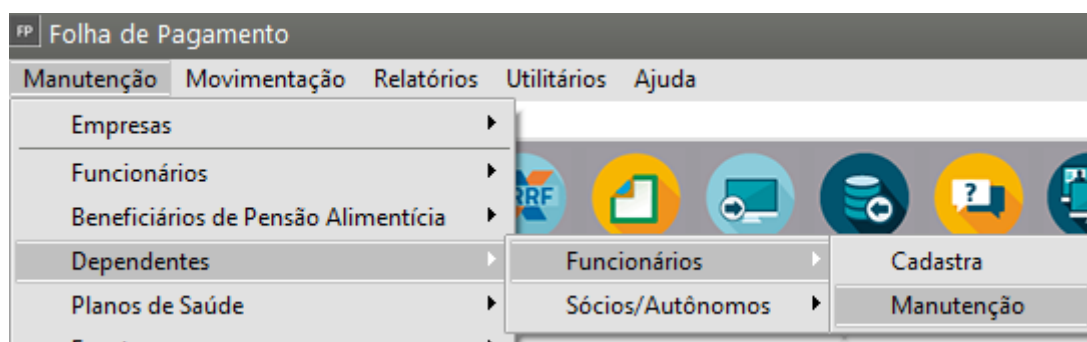 FP Folha de Pagamento
Manutenção Movimentação Relatórios Utilitários Ajuda
Empresas
Funcionários
Beneficiários de Pensão Alimentícia
RRF
?
Dependentes
Funcionários
Cadastra
Planos de Saúde
Sócios/Autônomos
Manutenção